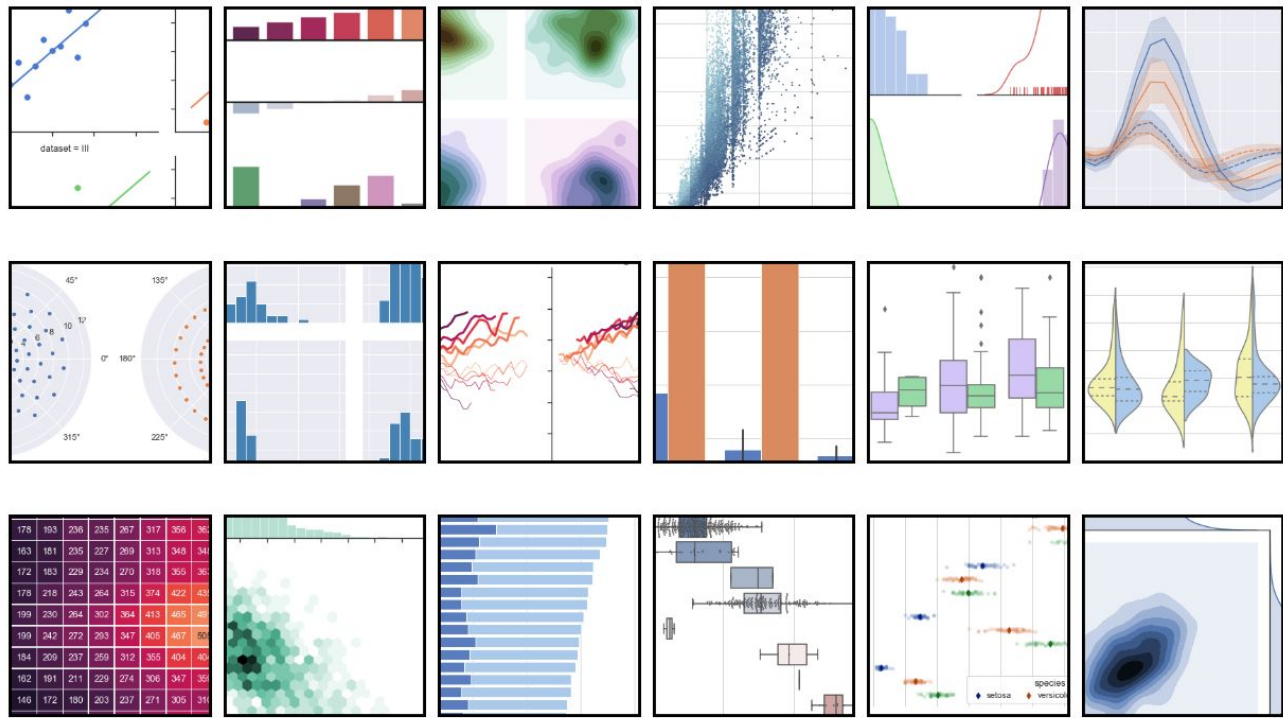 dataset = III
45°
135°
4 6 8 10 12
0° 180°
315°
225°
178 193 236 235 267 317 356
163 181 235 227 269 313 348
172 183 229 234 270 318 355
178 218 243 264 315 374 422
199 230 264 302 364 413 465
199 242 272 293 347 405 467
184 209 237 259 312 355 404
162 191 211 229 274 306 347
146 172 180 203 237 271 305
species
setosa versicol